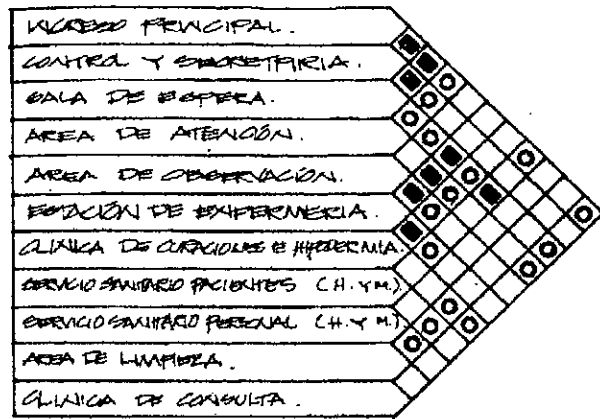 INGRESO PRINCIPAL.
CONTROL Y SECRETARIA.
SALA DE ESPERA.
AREA DE ATENCIÓN.
AREA DE OBSERVACIÓN.
ESTACIÓN DE ENFERMERIA.
CLINICA DE CURACIONES E HIPODERMIA.
SERVICIO SANITARIO PACIENTES (H. Y M.)
SERVICIO SANITARIO PERSONAL (H. Y M.)
AREA DE LIMPIEZA.
CLINICA DE CONSULTA.